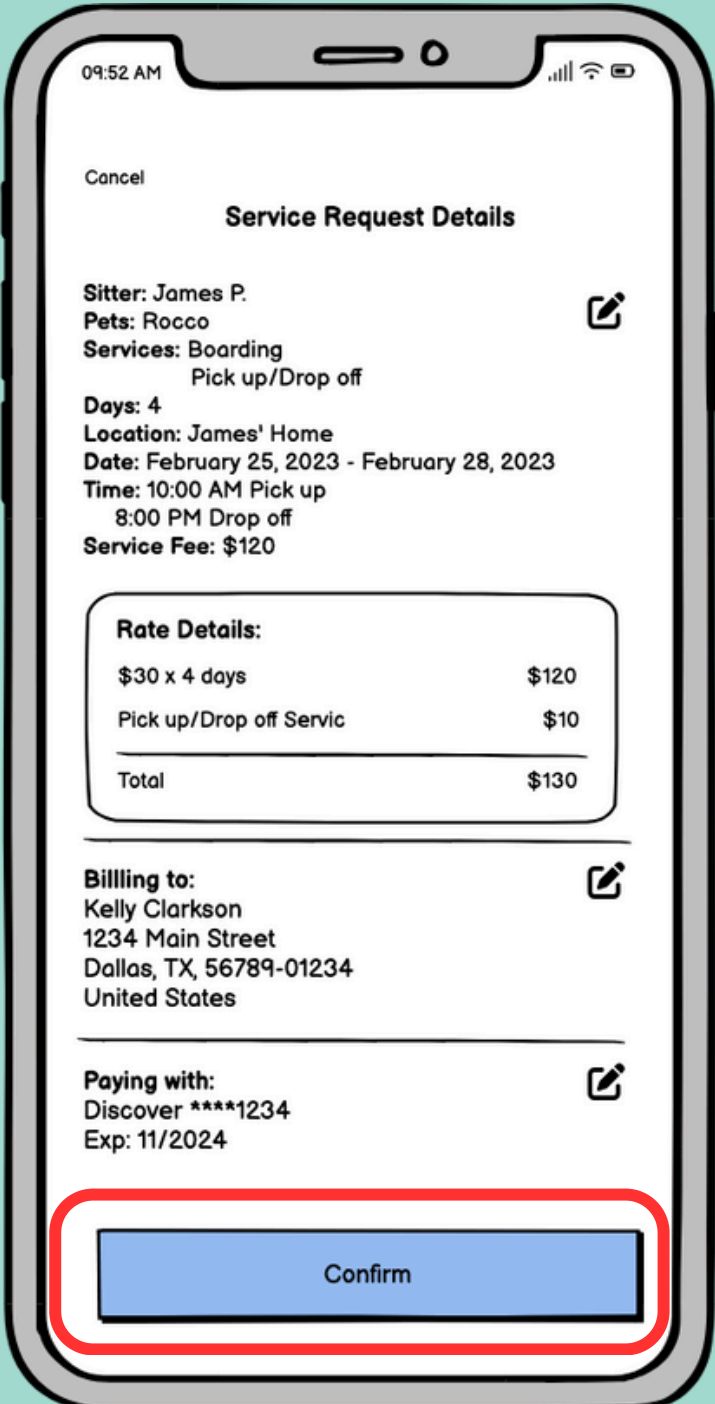 09:52 AM
Cancel
Service Request Details
Sitter: James P.
Pets: Rocco
Services: Boarding
Pick up/Drop off
Days: 4
Location: James' Home
Date: February 25, 2023 - February 28, 2023
Time: 10:00 AM Pick up
8:00 PM Drop off
Service Fee: $120
Rate Details:
$30 x 4 days $120
Pick up/Drop off Servic $10
Total $130
Billling to:
Kelly Clarkson
1234 Main Street
Dallas, TX, 56789-01234
United States
Paying with:
Discover ****1234
Exp: 11/2024
Confirm